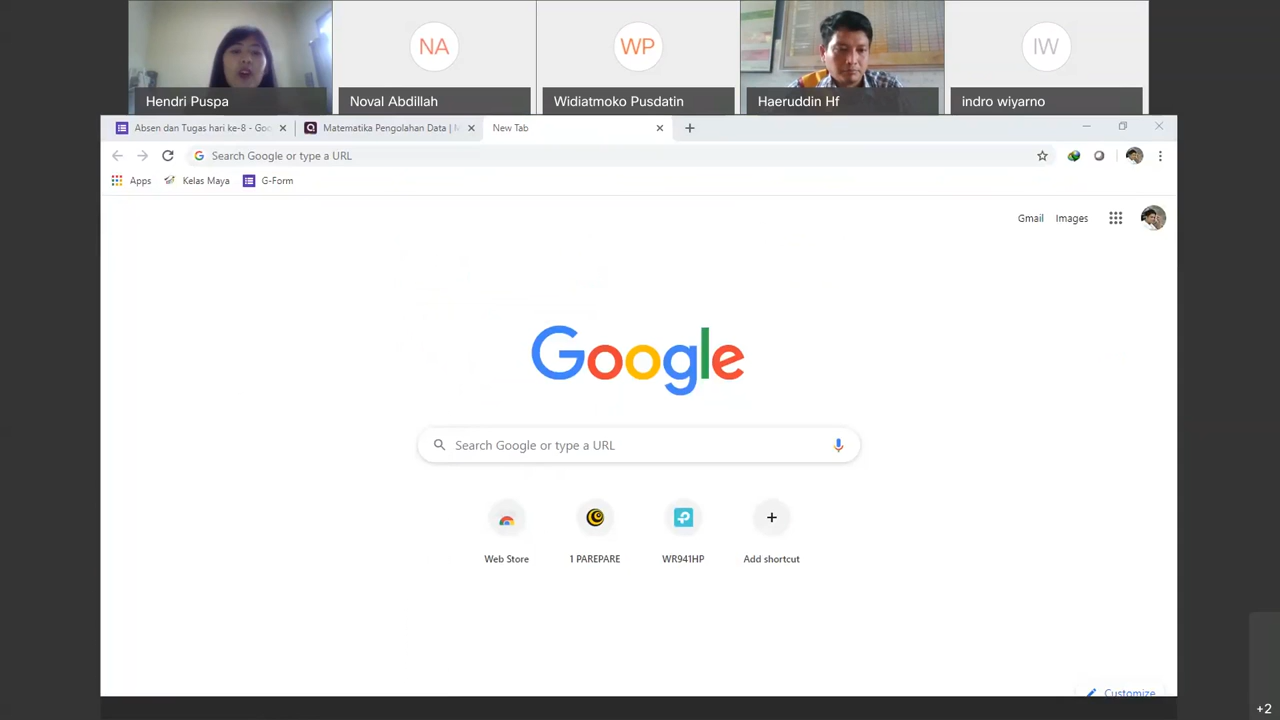 NA
WP
IW
Hendri Puspa
Noval Abdillah
Widiatmoko Pusdatin
Haeruddin Hf
indro wiyarno
Absen dan Tugas hari ke-8 - Goo
Matematika Pengolahan Data | M
New Tab
Search Google or type a URL
Apps
Kelas Maya
G-Form
Gmail
Images
Google
Search Google or type a URL
Web Store
1 PAREPARE
WR941HP
Add shortcut
Customize
+2